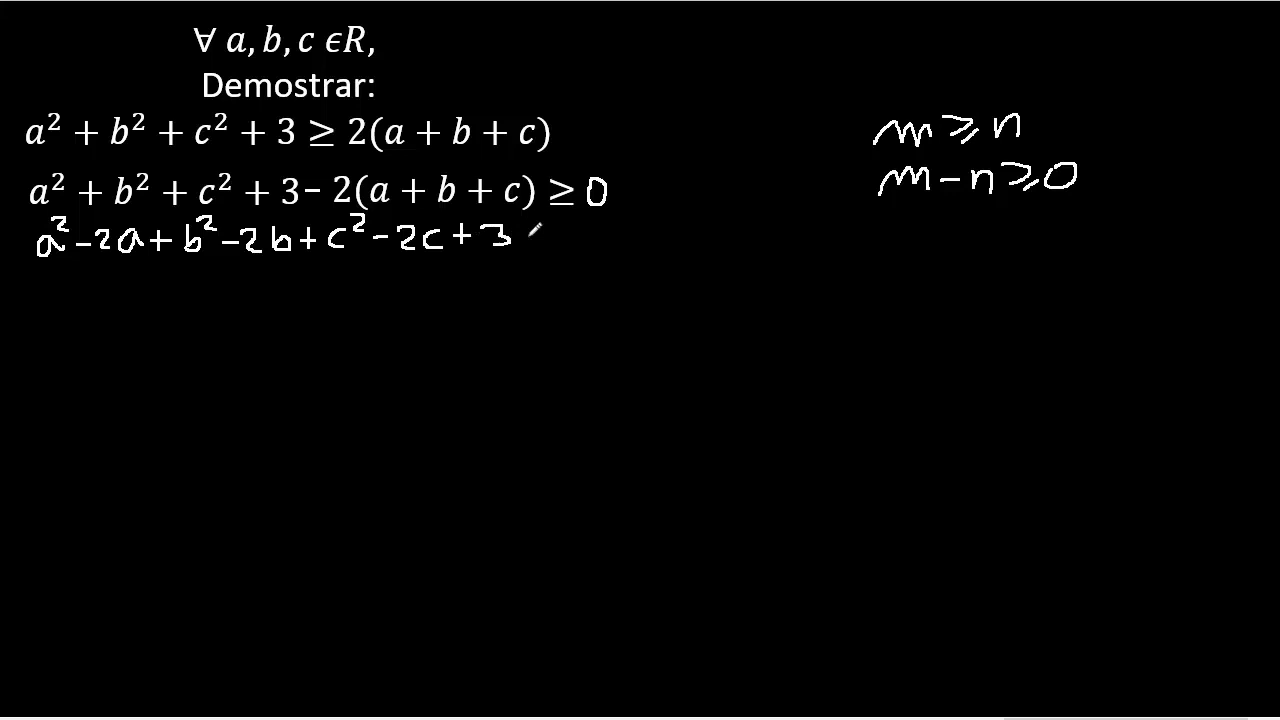 ∀ a, b, c ϵR,
Demostrar:
a² + b² + c² + 3 ≥ 2(a + b + c)
a² + b² + c² + 3 − 2(a + b + c) ≥ 0
a² − 2a + b² − 2b + c² − 2c + 3
m ≥ n
m − n ≥ 0